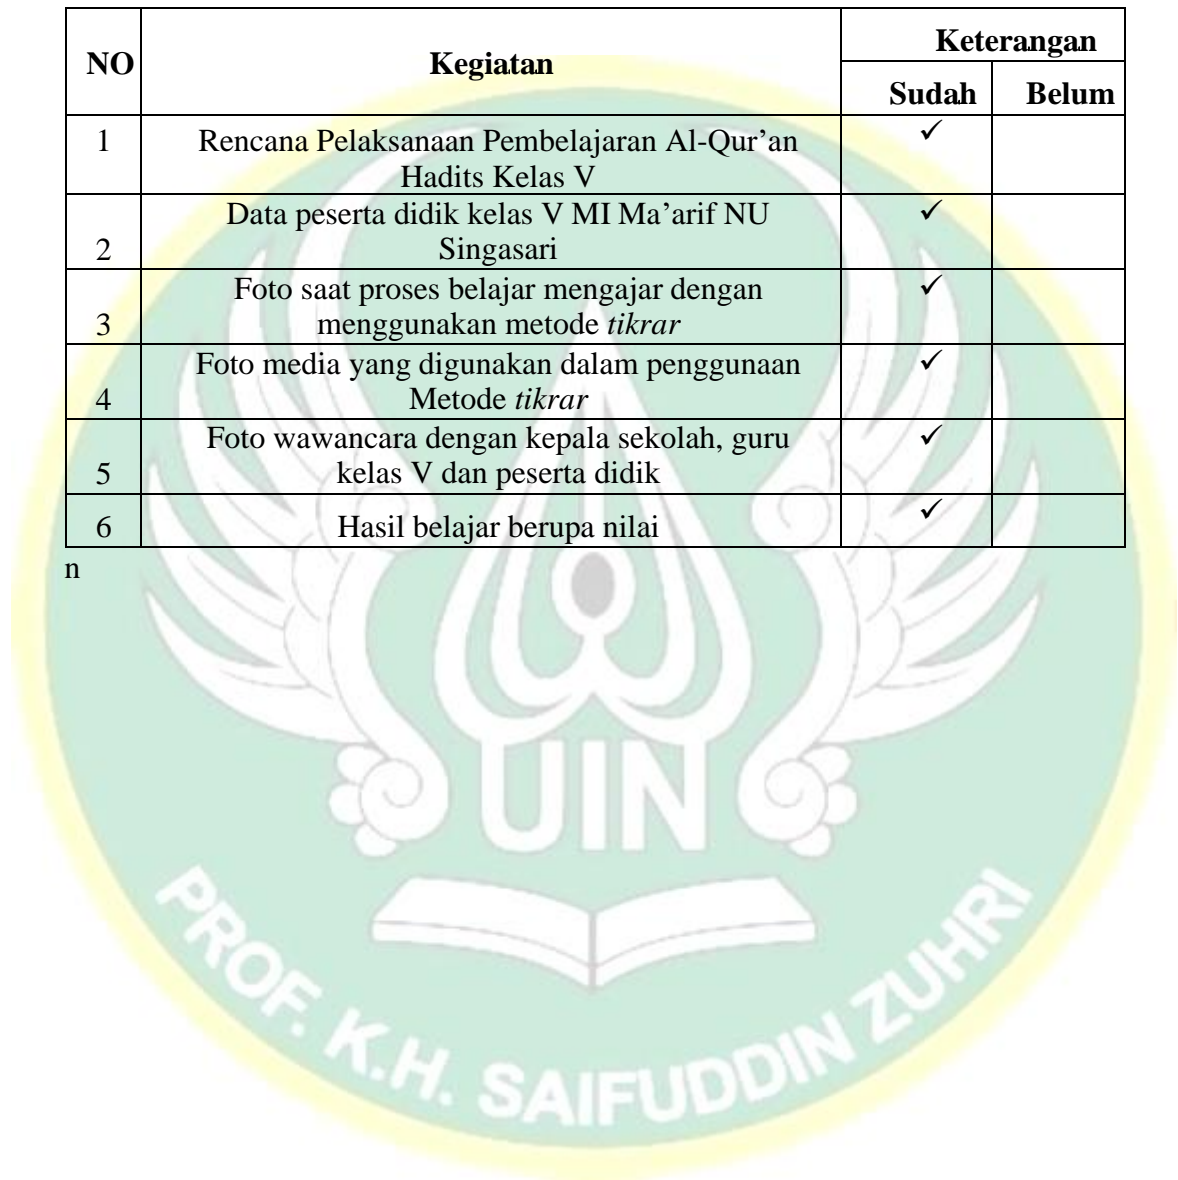 NO Kegiatan Keterangan
Sudah Belum
1 Rencana Pelaksanaan Pembelajaran Al-Qur’an ✓
Hadits Kelas V
Data peserta didik kelas V MI Ma’arif NU ✓
2 Singasari
Foto saat proses belajar mengajar dengan ✓
3 menggunakan metode tikrar
Foto media yang digunakan dalam penggunaan ✓
4 Metode tikrar
Foto wawancara dengan kepala sekolah, guru ✓
5 kelas V dan peserta didik
6 Hasil belajar berupa nilai ✓
n
UIN
PROF. K.H. SAIFUDDIN ZUHRI